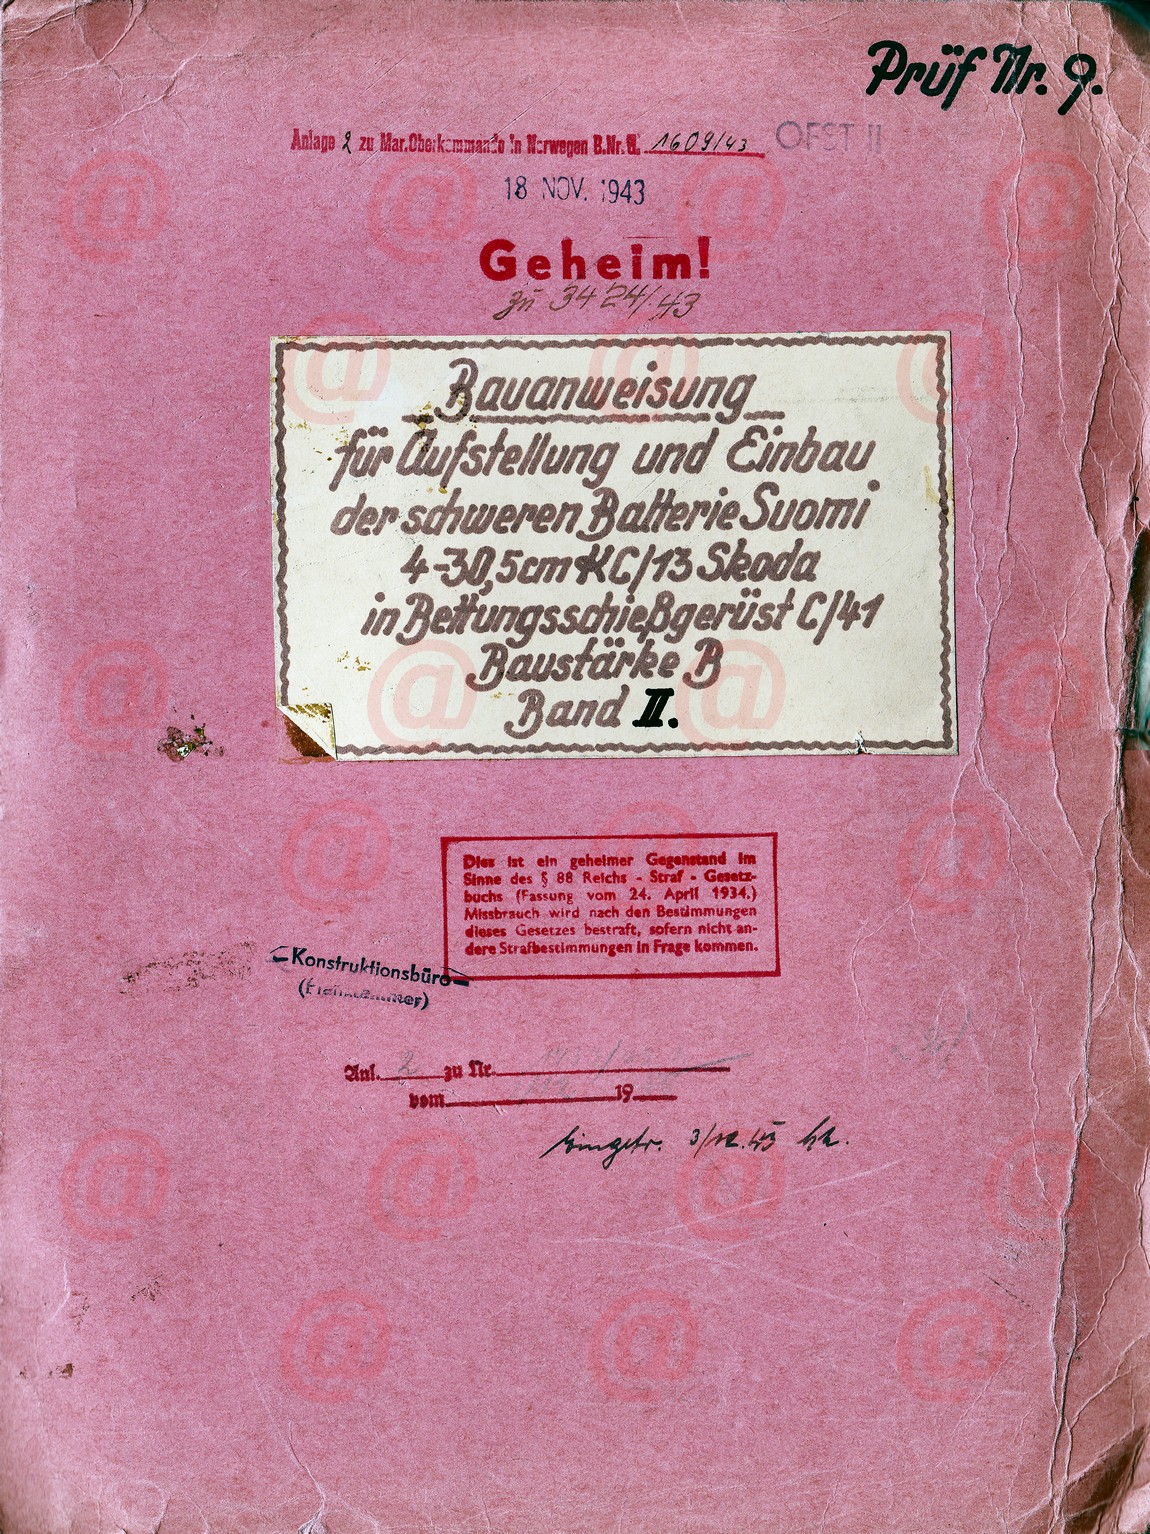 Prüf Nr. 9.
Anlage 2 zu Mar.Oberkommando in Norwegen B.Nr. G. 1609/43
OFST II
18 NOV. 1943
Geheim!
zu 3424/43
Bauanweisung
für Aufstellung und Einbau
der schweren Batterie Suomi
4-30,5cm KC/13 Skoda
in Bettungsschießgerüst C/41
Baustärke B
Band II.
Dies ist ein geheimer Gegenstand im
Sinne des § 88 Reichs - Straf - Gesetz-
buchs (Fassung vom 24. April 1934.)
Missbrauch wird nach den Bestimmungen
dieses Gesetzes bestraft, sofern nicht an-
dere Strafbestimmungen in Frage kommen.
Konstruktionsbüro
Anl. 2 zu Nr.
vom 19
Eingetr. 3/12.43